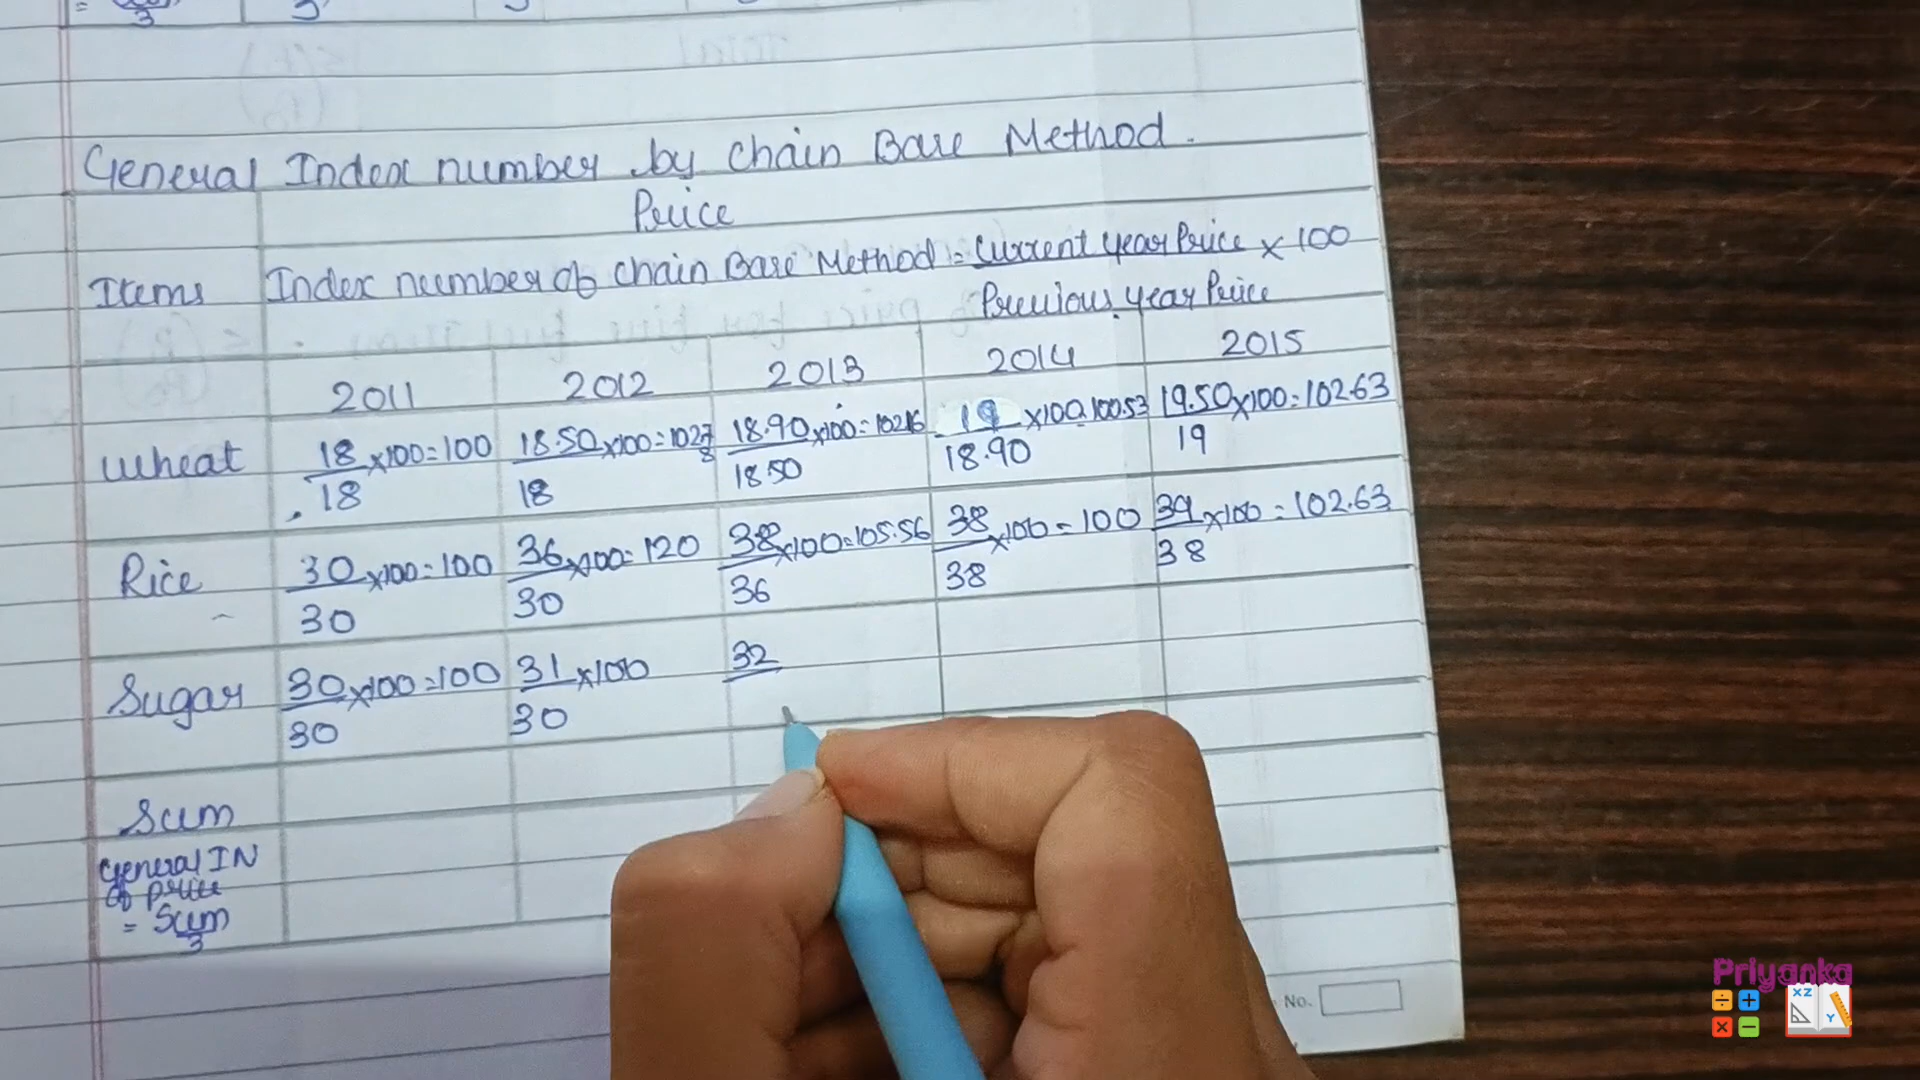 3
General Index number by Chain Base Method.
Price
Items Index number of Chain Base Method = Current year Price × 100
Previous year Price
2011 2012 2013 2014 2015
Wheat 18 ×100=100 18.50×100=102.78 18.90×100=102.16 19 ×100=100.53 19.50×100=102.63
18 18 18.50 18.90 19
Rice 30×100=100 36×100=120 38×100=105.56 38×100=100 39×100=102.63
30 30 36 38 38
Sugar 30×100=100 31×100 32
30 30
Sum
General IN
of price
= Sum
3
No.
Priyanka
XZ
Y